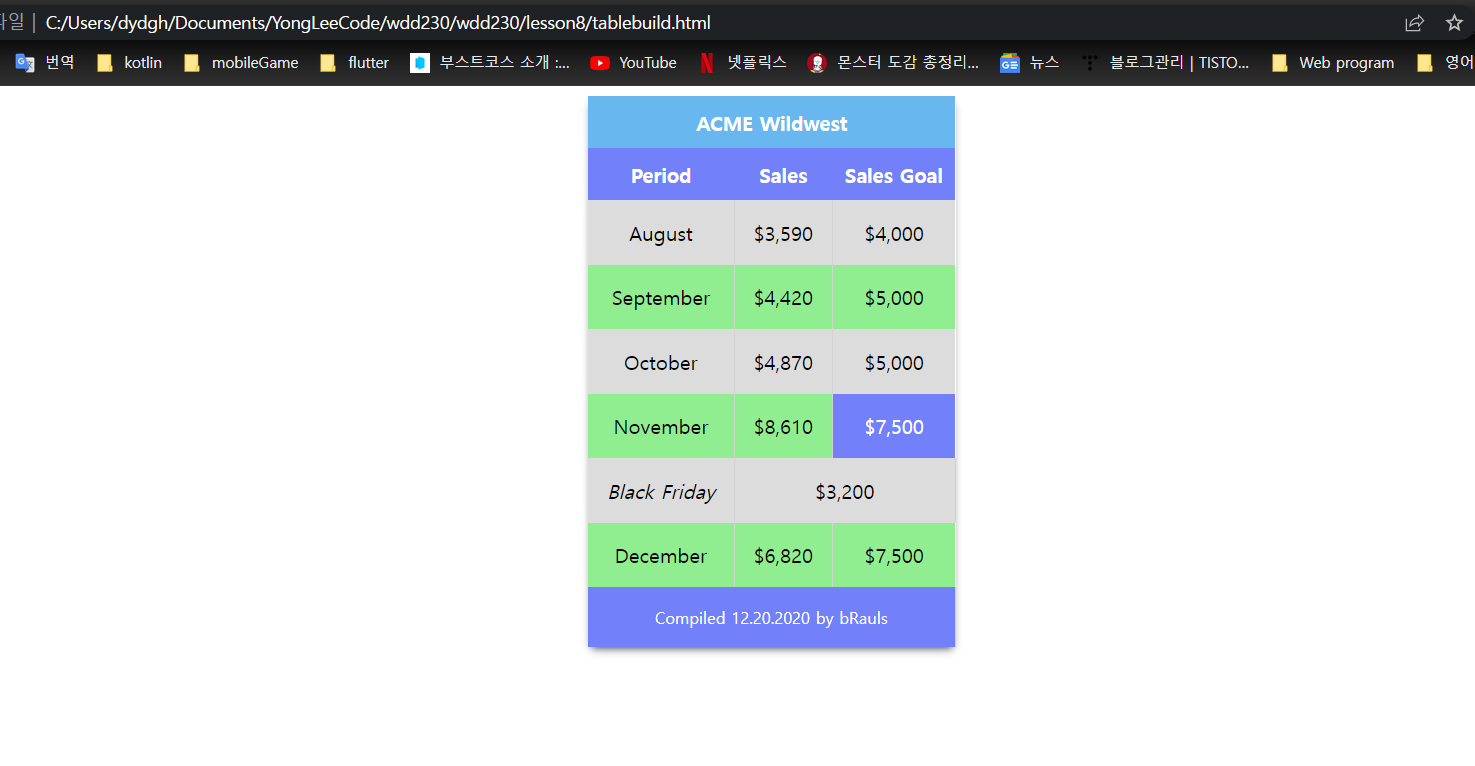 파일 | C:/Users/dydgh/Documents/YongLeeCode/wdd230/wdd230/lesson8/tablebuild.html
번역 kotlin mobileGame flutter 부스트코스 소개 :... YouTube 넷플릭스 몬스터 도감 총정리... 뉴스 블로그관리 | TISTO... Web program 영어
ACME Wildwest
Period Sales Sales Goal
August $3,590 $4,000
September $4,420 $5,000
October $4,870 $5,000
November $8,610 $7,500
Black Friday $3,200
December $6,820 $7,500
Compiled 12.20.2020 by bRauls